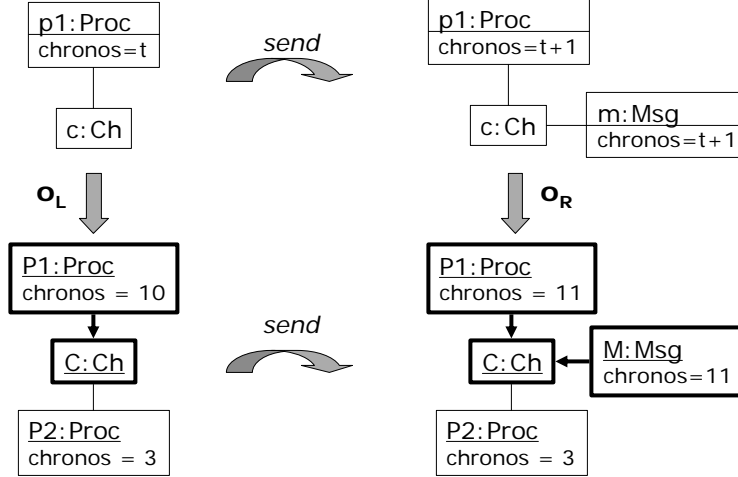 p1:Proc
chronos=t
send
p1:Proc
chronos=t+1
c:Ch
c:Ch
m:Msg
chronos=t+1
OL
OR
P1:Proc
chronos = 10
send
P1:Proc
chronos = 11
C:Ch
C:Ch
M:Msg
chronos=11
P2:Proc
chronos = 3
P2:Proc
chronos = 3